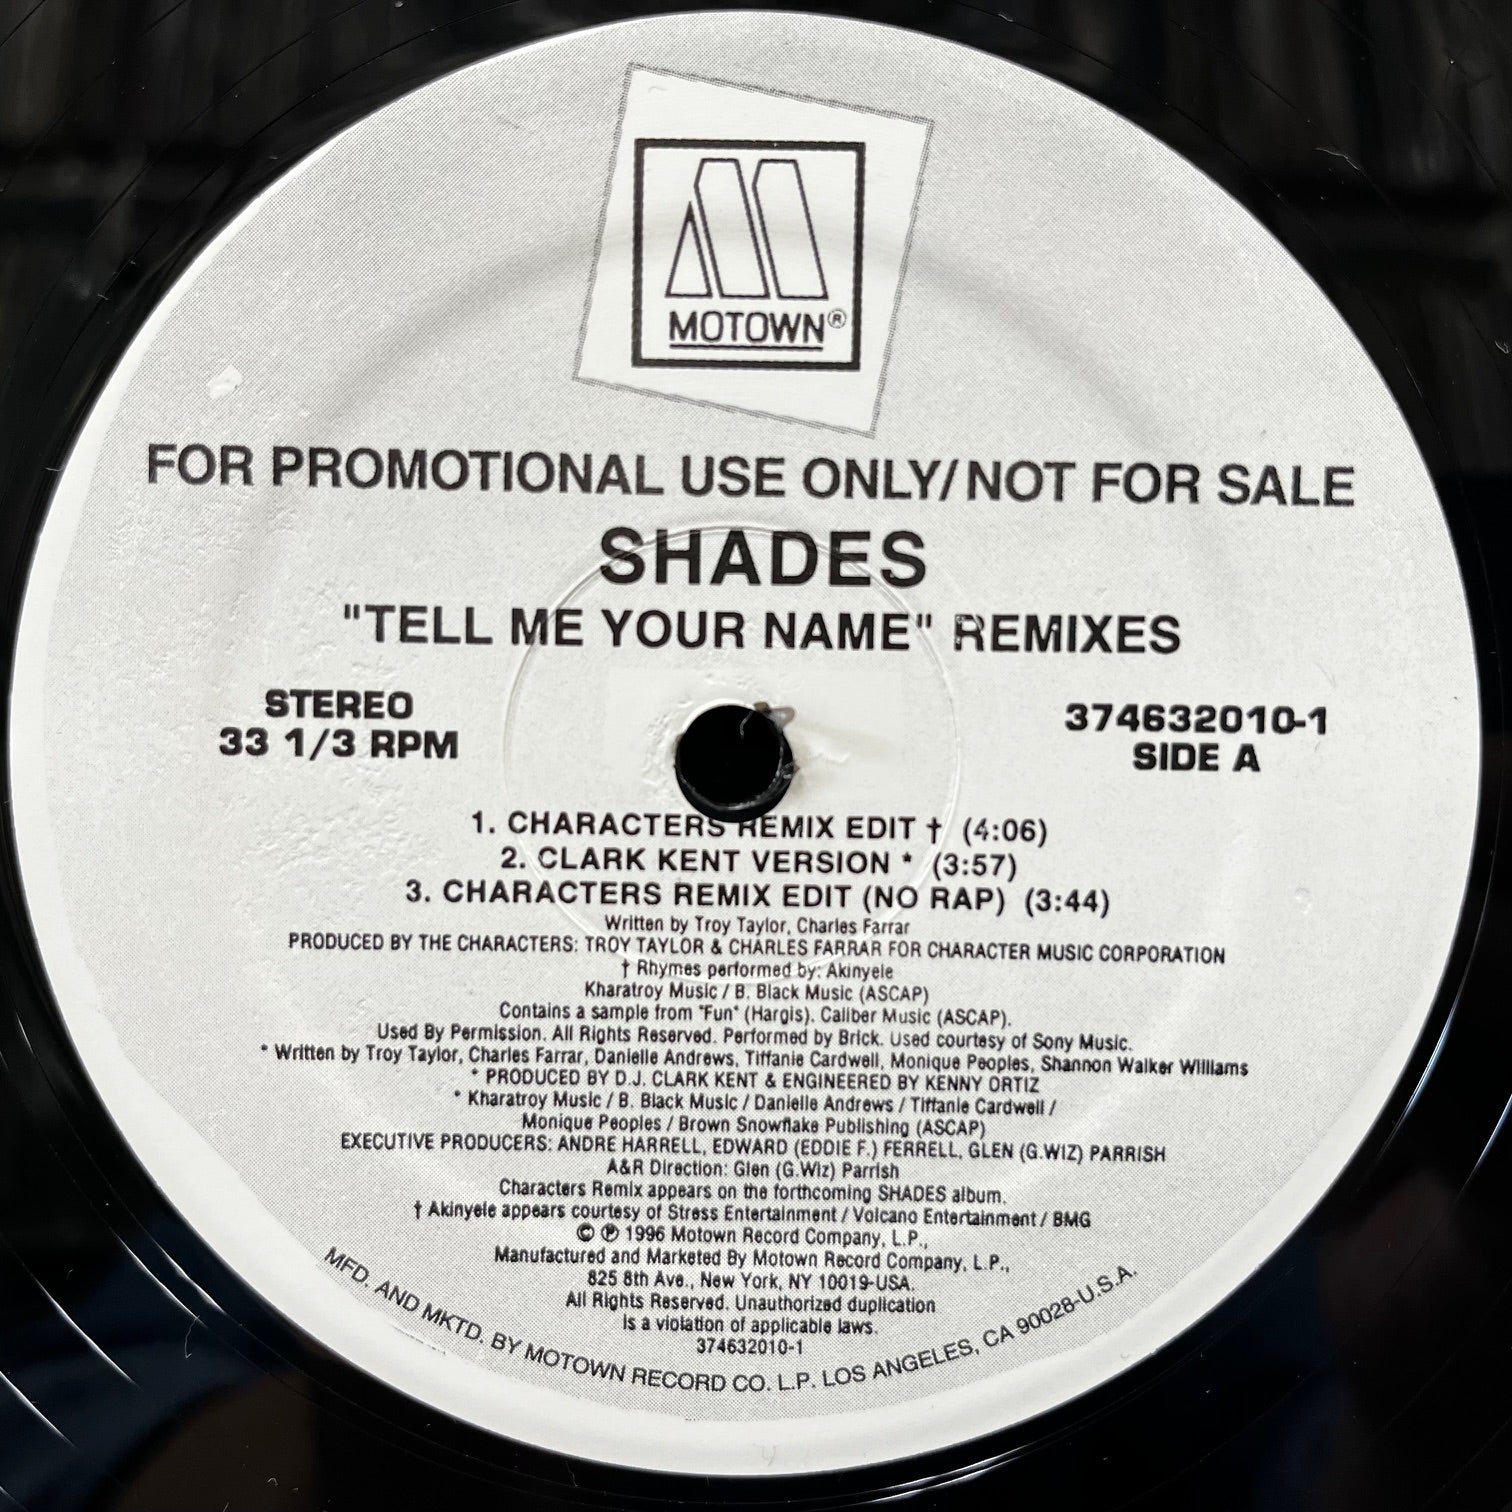 MOTOWN®
FOR PROMOTIONAL USE ONLY/NOT FOR SALE
SHADES
"TELL ME YOUR NAME" REMIXES
STEREO
33 1/3 RPM
374632010-1
SIDE A
1. CHARACTERS REMIX EDIT † (4:06)
2. CLARK KENT VERSION * (3:57)
3. CHARACTERS REMIX EDIT (NO RAP) (3:44)
Written by Troy Taylor, Charles Farrar
PRODUCED BY THE CHARACTERS: TROY TAYLOR & CHARLES FARRAR FOR CHARACTER MUSIC CORPORATION
† Rhymes performed by: Akinyele
Kharatroy Music / B. Black Music (ASCAP)
Contains a sample from "Fun" (Hargis). Caliber Music (ASCAP).
Used By Permission. All Rights Reserved. Performed by Brick. Used courtesy of Sony Music.
* Written by Troy Taylor, Charles Farrar, Danielle Andrews, Tiffanie Cardwell, Monique Peoples, Shannon Walker Williams
* PRODUCED BY D.J. CLARK KENT & ENGINEERED BY KENNY ORTIZ
* Kharatroy Music / B. Black Music / Danielle Andrews / Tiffanie Cardwell /
Monique Peoples / Brown Snowflake Publishing (ASCAP)
EXECUTIVE PRODUCERS: ANDRE HARRELL, EDWARD (EDDIE F.) FERRELL, GLEN (G.WIZ) PARRISH
A&R Direction: Glen (G.Wiz) Parrish
Characters Remix appears on the forthcoming SHADES album.
† Akinyele appears courtesy of Stress Entertainment / Volcano Entertainment / BMG
© ℗ 1996 Motown Record Company, L.P.,
Manufactured and Marketed By Motown Record Company, L.P.,
825 8th Ave., New York, NY 10019-USA.
All Rights Reserved. Unauthorized duplication
is a violation of applicable laws.
374632010-1
MFD. AND MKTD. BY MOTOWN RECORD CO. L.P. LOS ANGELES, CA 90028-U.S.A.